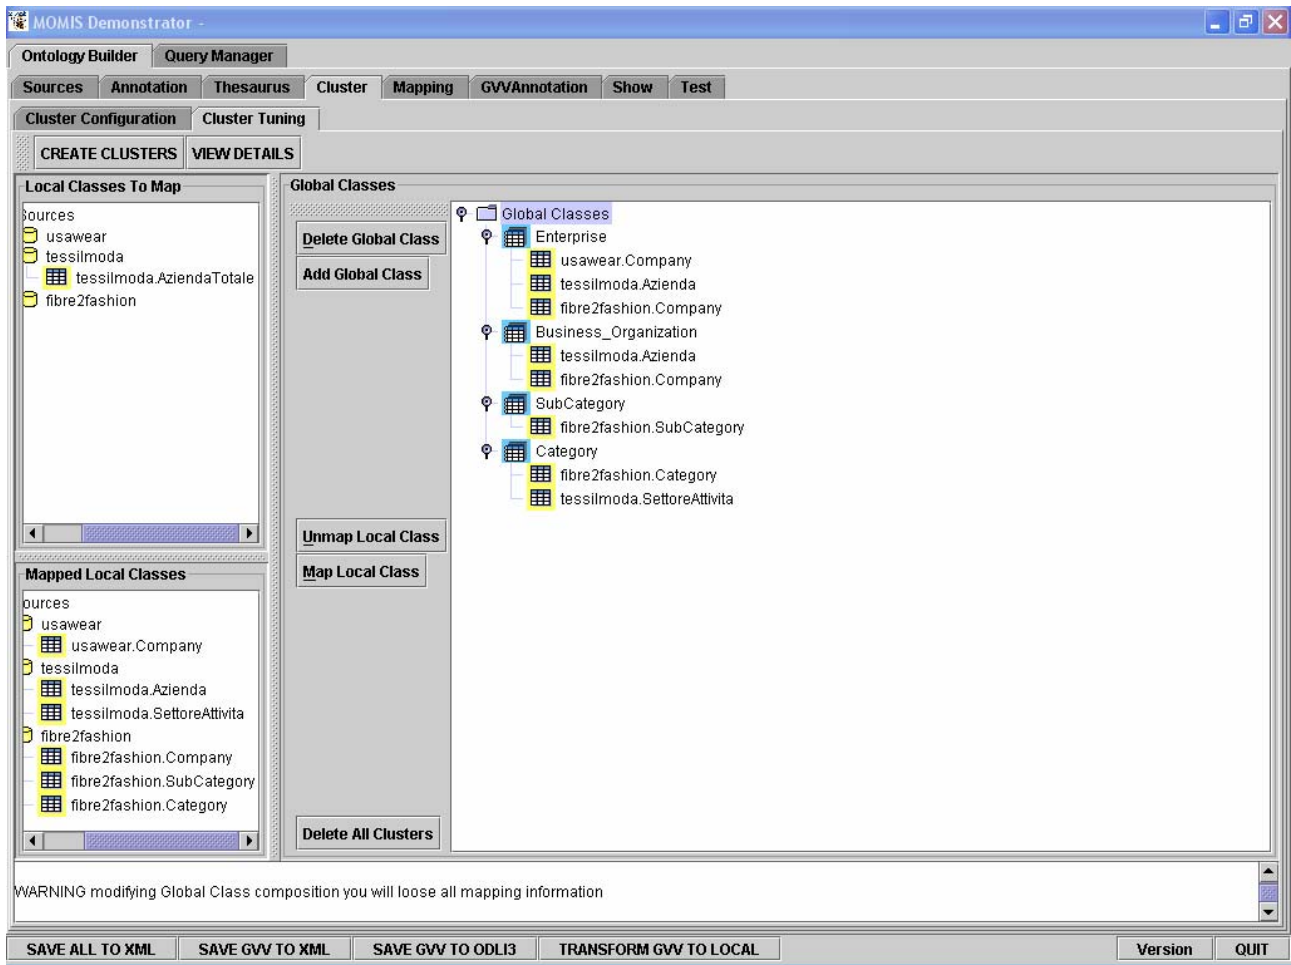 MOMIS Demonstrator -
Ontology Builder Query Manager
Sources Annotation Thesaurus Cluster Mapping GVVAnnotation Show Test
Cluster Configuration Cluster Tuning
CREATE CLUSTERS VIEW DETAILS
Local Classes To Map
Sources
usawear
tessilmoda
tessilmoda.AziendaTotale
fibre2fashion
Mapped Local Classes
ources
usawear
usawear.Company
tessilmoda
tessilmoda.Azienda
tessilmoda.SettoreAttivita
fibre2fashion
fibre2fashion.Company
fibre2fashion.SubCategory
fibre2fashion.Category
Global Classes
Delete Global Class
Add Global Class
Unmap Local Class
Map Local Class
Delete All Clusters
Global Classes
Enterprise
usawear.Company
tessilmoda.Azienda
fibre2fashion.Company
Business_Organization
tessilmoda.Azienda
fibre2fashion.Company
SubCategory
fibre2fashion.SubCategory
Category
fibre2fashion.Category
tessilmoda.SettoreAttivita
WARNING modifying Global Class composition you will loose all mapping information
SAVE ALL TO XML SAVE GVV TO XML SAVE GVV TO ODLI3 TRANSFORM GVV TO LOCAL Version QUIT